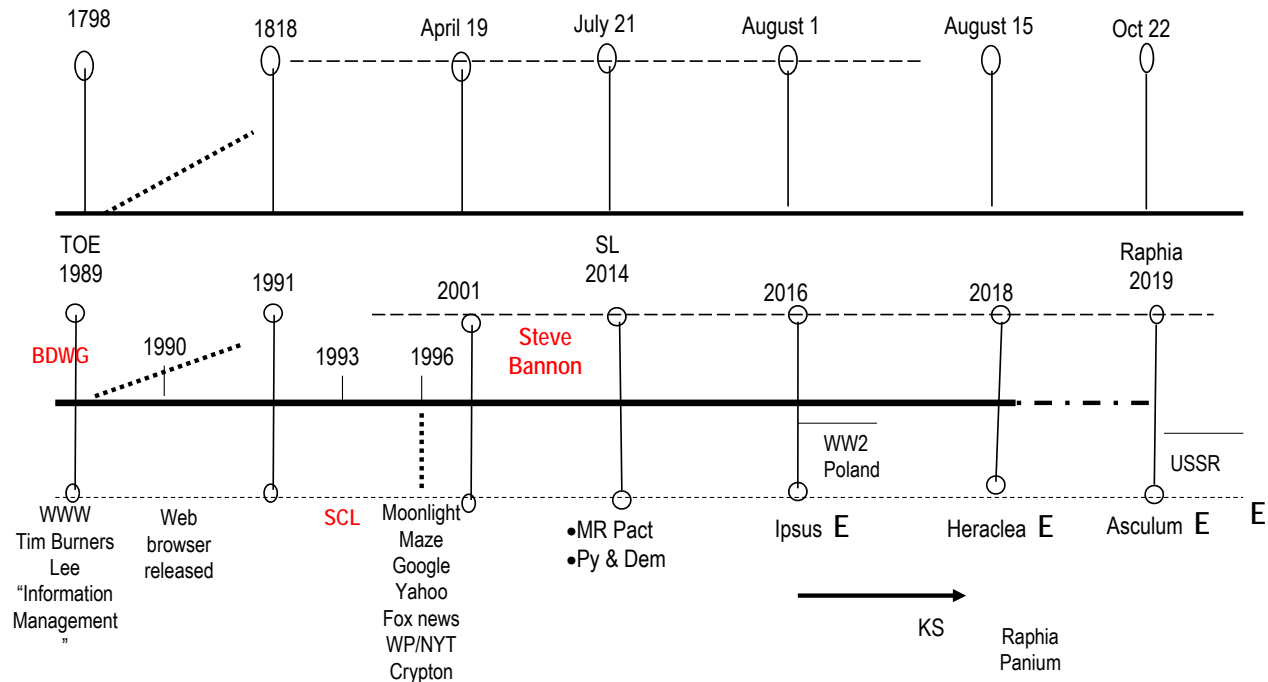 1798
1818
April 19
July 21
August 1
August 15
Oct 22
TOE
1989
1991
2001
SL
2014
2016
2018
Raphia
2019
BDWG
1990
1993
1996
Steve
Bannon
WW2
Poland
USSR
WWW
Tim Burners
Lee
“Information
Management
”
Web
browser
released
SCL
Moonlight
Maze
Google
Yahoo
Fox news
WP/NYT
Crypton
•MR Pact
•Py & Dem
Ipsus E
Heraclea E
Asculum E
E
KS
Raphia
Panium